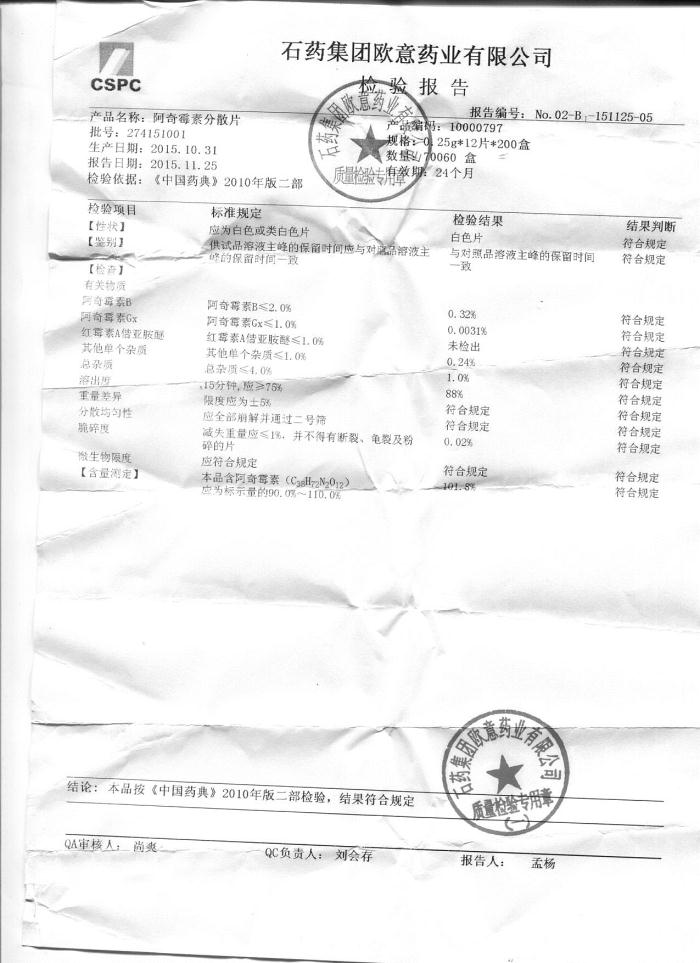 CSPC
石药集团欧意药业有限公司
检验报告
报告编号: No.02-B1-151125-05
产品名称: 阿奇霉素分散片
产品编码: 10000797
批号: 274151001
规格: 0.25g*12片*200盒
生产日期: 2015.10.31
数量: 70060 盒
报告日期: 2015.11.25
有效期: 24个月
检验依据: 《中国药典》2010年版二部
石药集团欧意药业有限公司
质量检验专用章
检验项目 标准规定 检验结果 结果判断
【性状】 应为白色或类白色片 白色片 符合规定
【鉴别】 供试品溶液主峰的保留时间应与对照品溶液主 与对照品溶液主峰的保留时间 符合规定
峰的保留时间一致 一致
【检查】
有关物质
阿奇霉素B 阿奇霉素B≤2.0% 0.32% 符合规定
阿奇霉素Gx 阿奇霉素Gx≤1.0% 0.0031% 符合规定
红霉素A偕亚胺醚 红霉素A偕亚胺醚≤1.0% 未检出 符合规定
其他单个杂质 其他单个杂质≤1.0% 0.24% 符合规定
总杂质 总杂质≤4.0% 1.0% 符合规定
溶出度 15分钟,应≥75% 88% 符合规定
重量差异 限度应为±5% 符合规定 符合规定
分散均匀性 应全部崩解并通过二号筛 符合规定 符合规定
脆碎度 减失重量应≤1%, 并不得有断裂、龟裂及粉 0.02% 符合规定
碎的片
微生物限度 应符合规定 符合规定 符合规定
【含量测定】 本品含阿奇霉素 (C38H72N2O12) 101.8% 符合规定
应为标示量的90.0%~110.0%
石药集团欧意药业有限公司
质量检验专用章
(一)
结论: 本品按《中国药典》2010年版二部检验, 结果符合规定
QA审核人: 尚爽 QC负责人: 刘会存 报告人: 孟杨